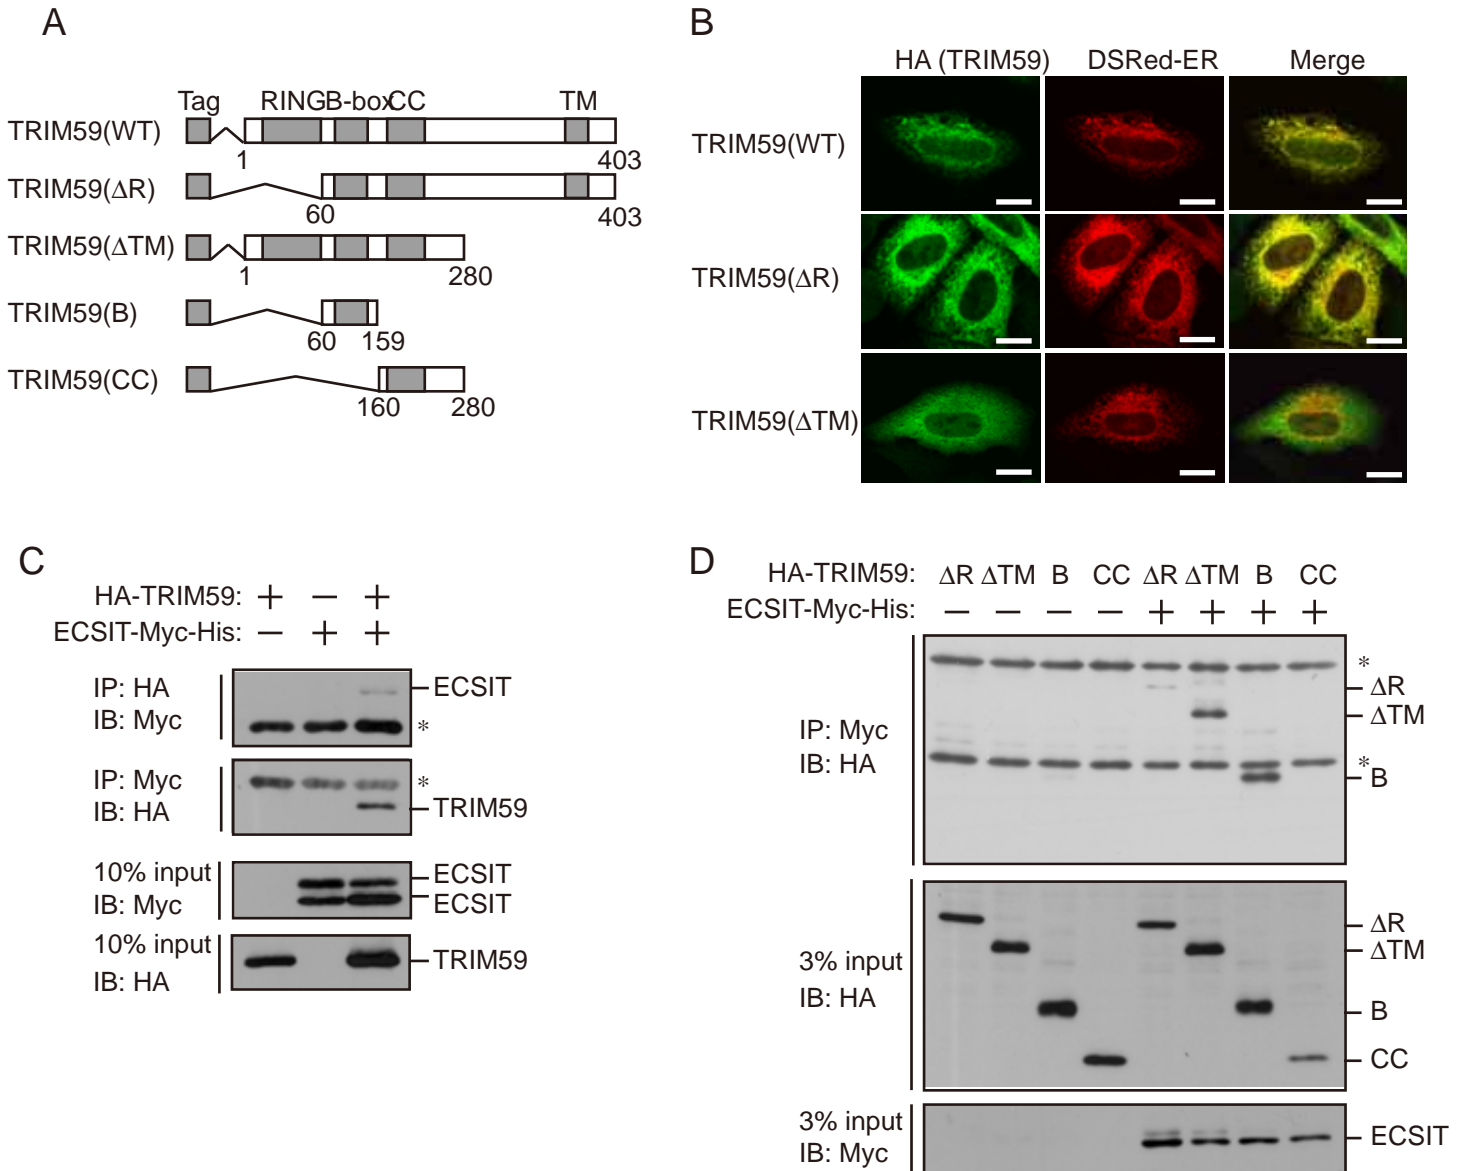 A
Tag RING B-box CC TM
TRIM59(WT)
1 403
TRIM59(ΔR)
60 403
TRIM59(ΔTM)
1 280
TRIM59(B)
60 159
TRIM59(CC)
160 280
B
HA (TRIM59) DSRed-ER Merge
TRIM59(WT)
TRIM59(ΔR)
TRIM59(ΔTM)
C
HA-TRIM59: + − +
ECSIT-Myc-His: − + +
IP: HA
IB: Myc
ECSIT
*
IP: Myc
IB: HA
*
TRIM59
10% input
IB: Myc
ECSIT
ECSIT
10% input
IB: HA
TRIM59
D
HA-TRIM59: ΔR ΔTM B CC ΔR ΔTM B CC
ECSIT-Myc-His: − − − − + + + +
IP: Myc
IB: HA
*
ΔR
ΔTM
*
B
3% input
IB: HA
ΔR
ΔTM
B
CC
3% input
IB: Myc
ECSIT